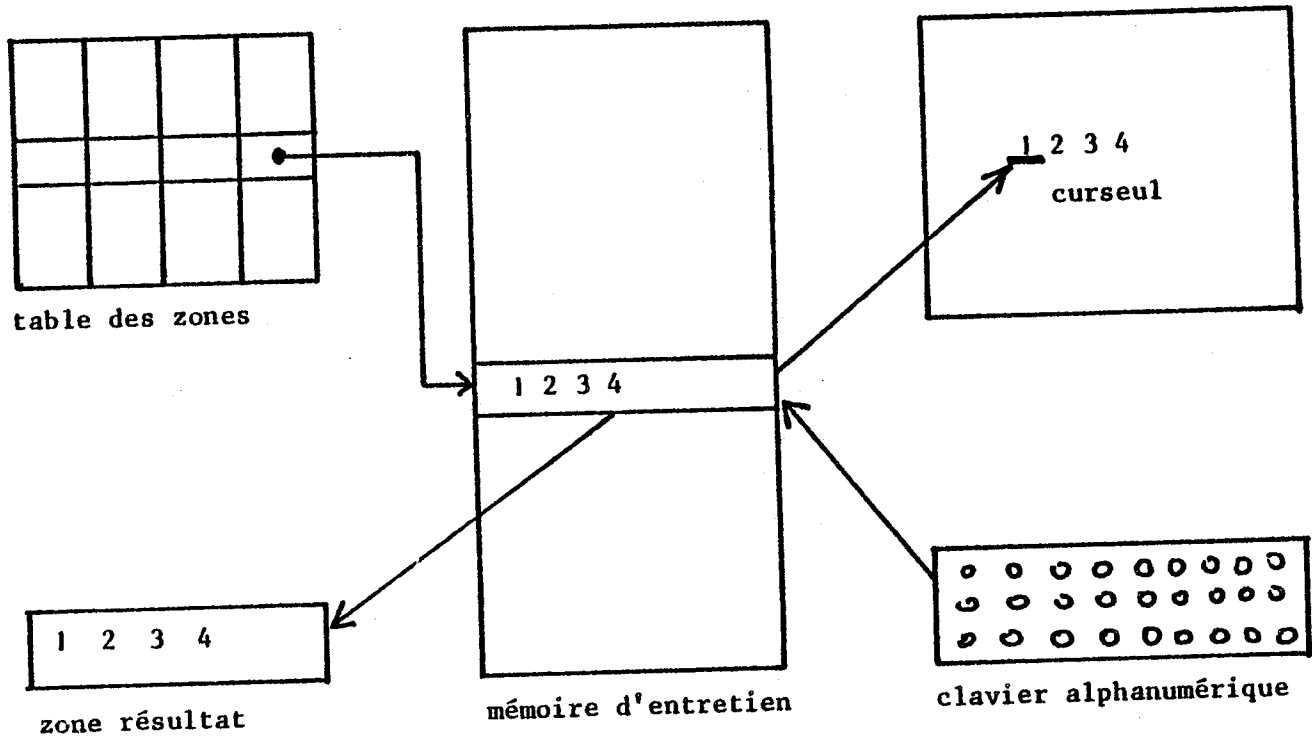 1 2 3 4
curseul
table des zones
1 2 3 4
1 2 3 4
zone résultat
mémoire d'entretien
clavier alphanumérique